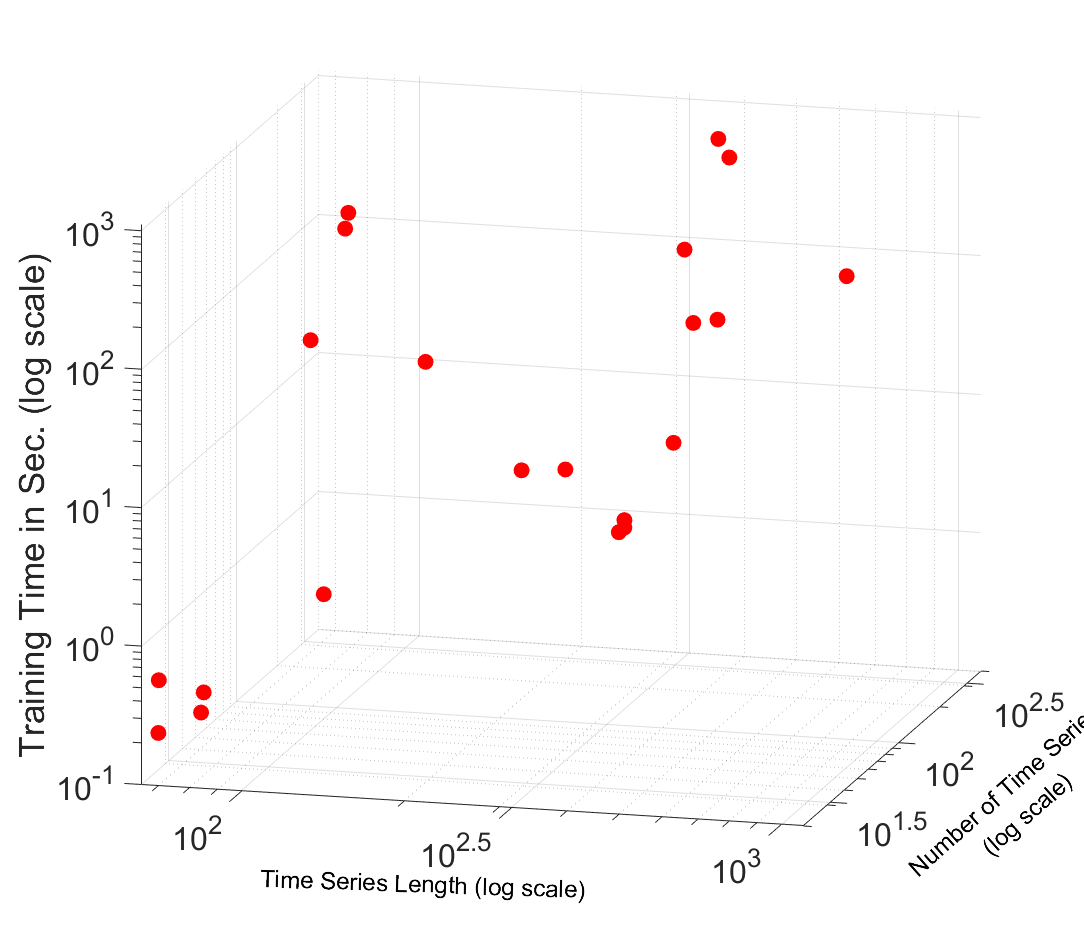 10^3
10^2
10^1
10^0
10^-1
Training Time in Sec. (log scale)
10^2
10^2.5
10^3
Time Series Length (log scale)
10^2.5
10^2
10^1.5
Number of Time Serie
(log scale)